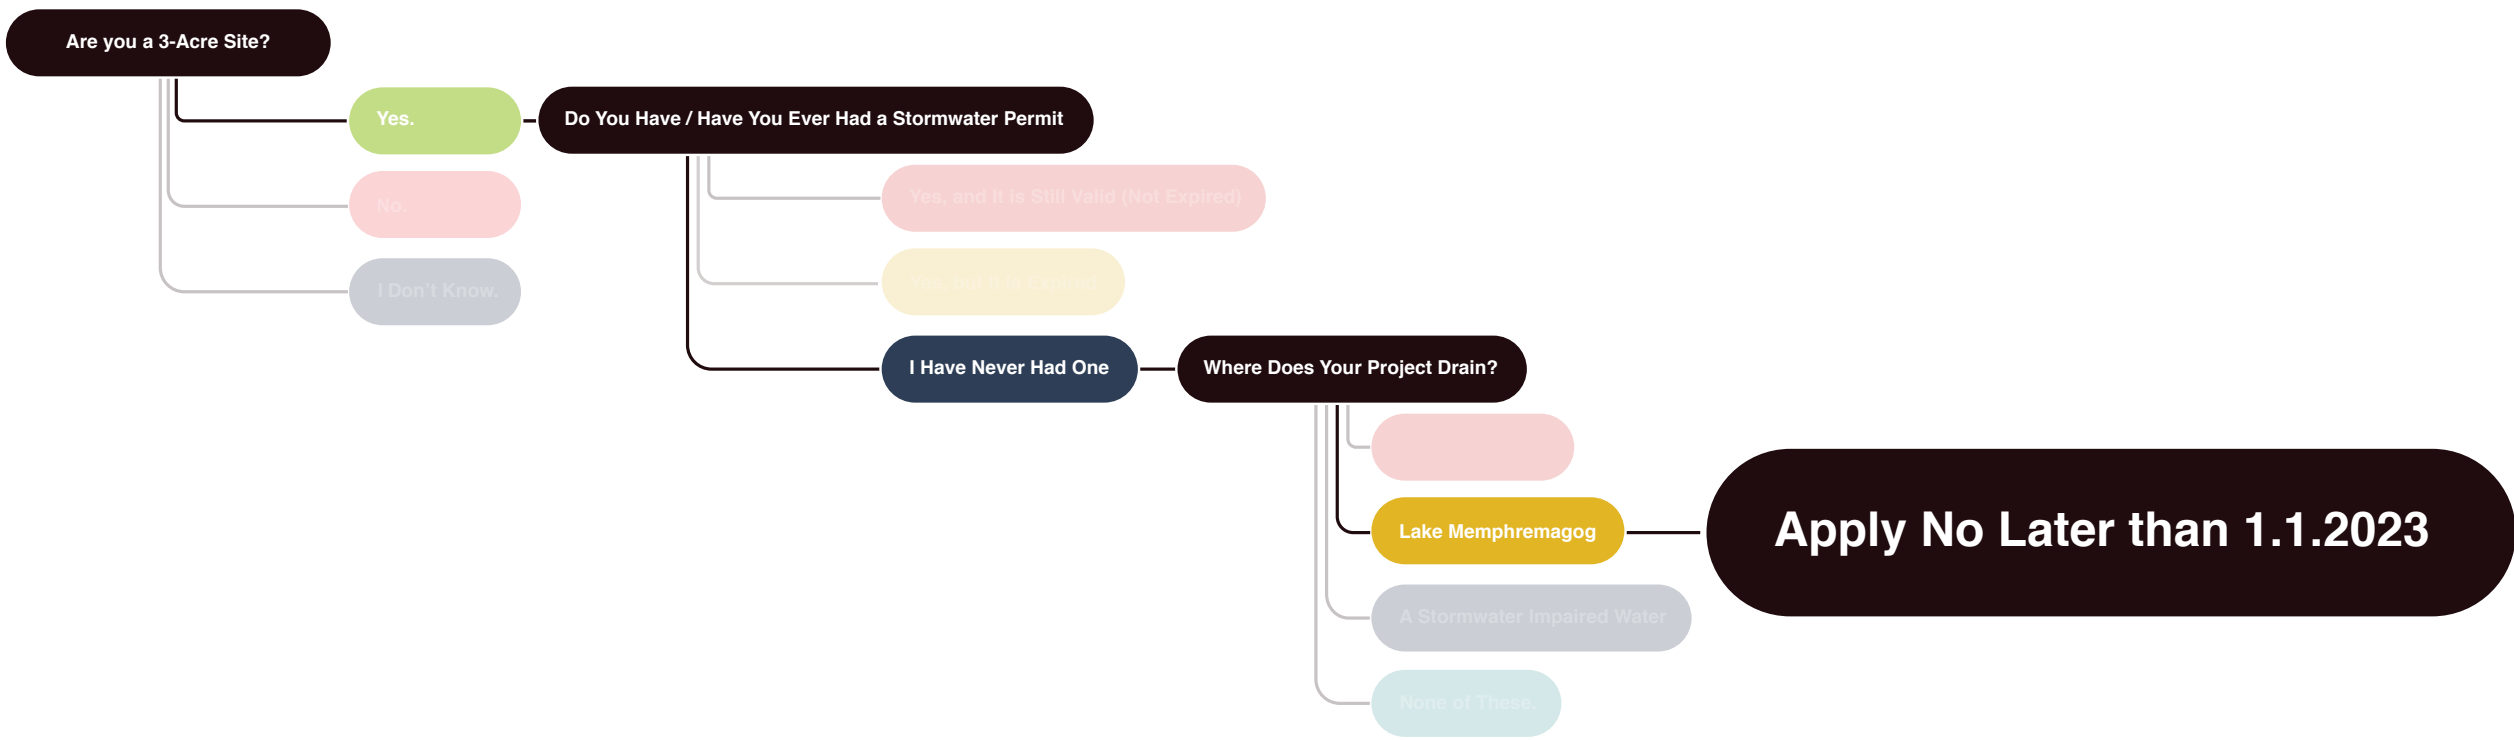 Are you a 3-Acre Site?
Yes.
Do You Have / Have You Ever Had a Stormwater Permit
Yes, and it is Still Valid (Not Expired)
No.
Yes, but it is Expired
I Don't Know.
I Have Never Had One
Where Does Your Project Drain?
Lake Memphremagog
Apply No Later than 1.1.2023
A Stormwater Impaired Water
None of These.